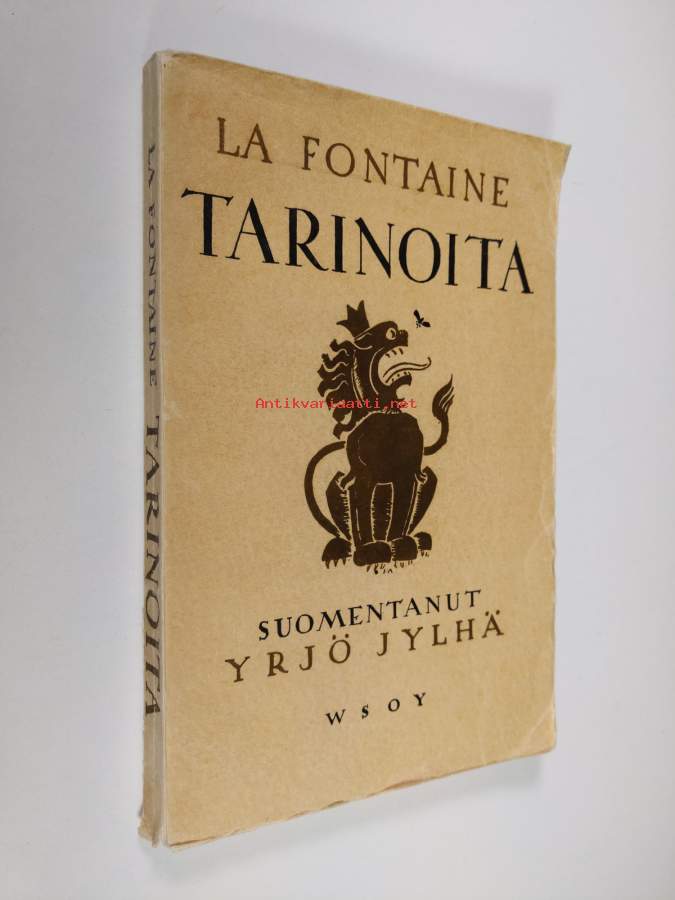 LA FONTAINE
TARINOITA
Antikvariaatti.net
SUOMENTANUT
YRJÖ JYLHÄ
WSOY
LA FONTAINE TARINOITA